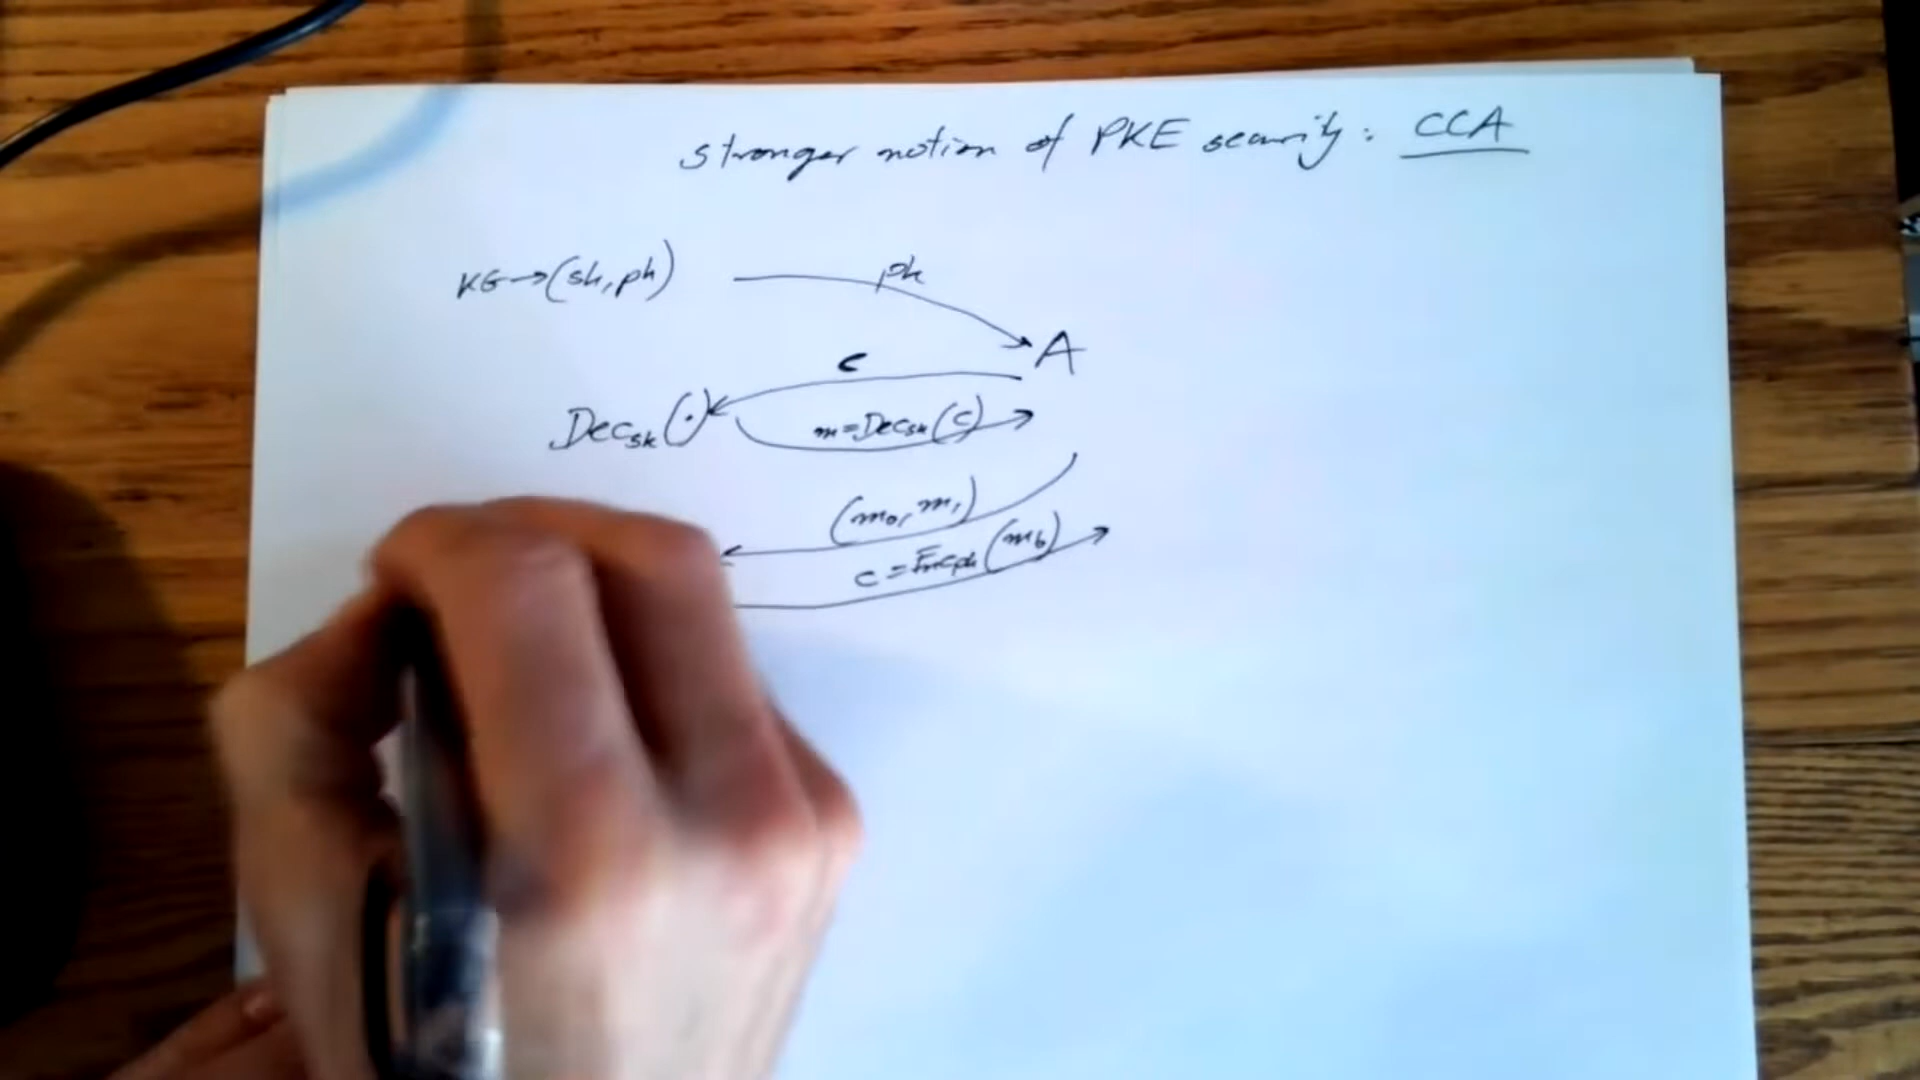 stronger notion of PKE security: CCA
KG→(sk,pk)
pk
A
c
Dec_sk(·)
m=Dec_sk(c)
(m_0, m_1)
c=Enc_pk(m_b)